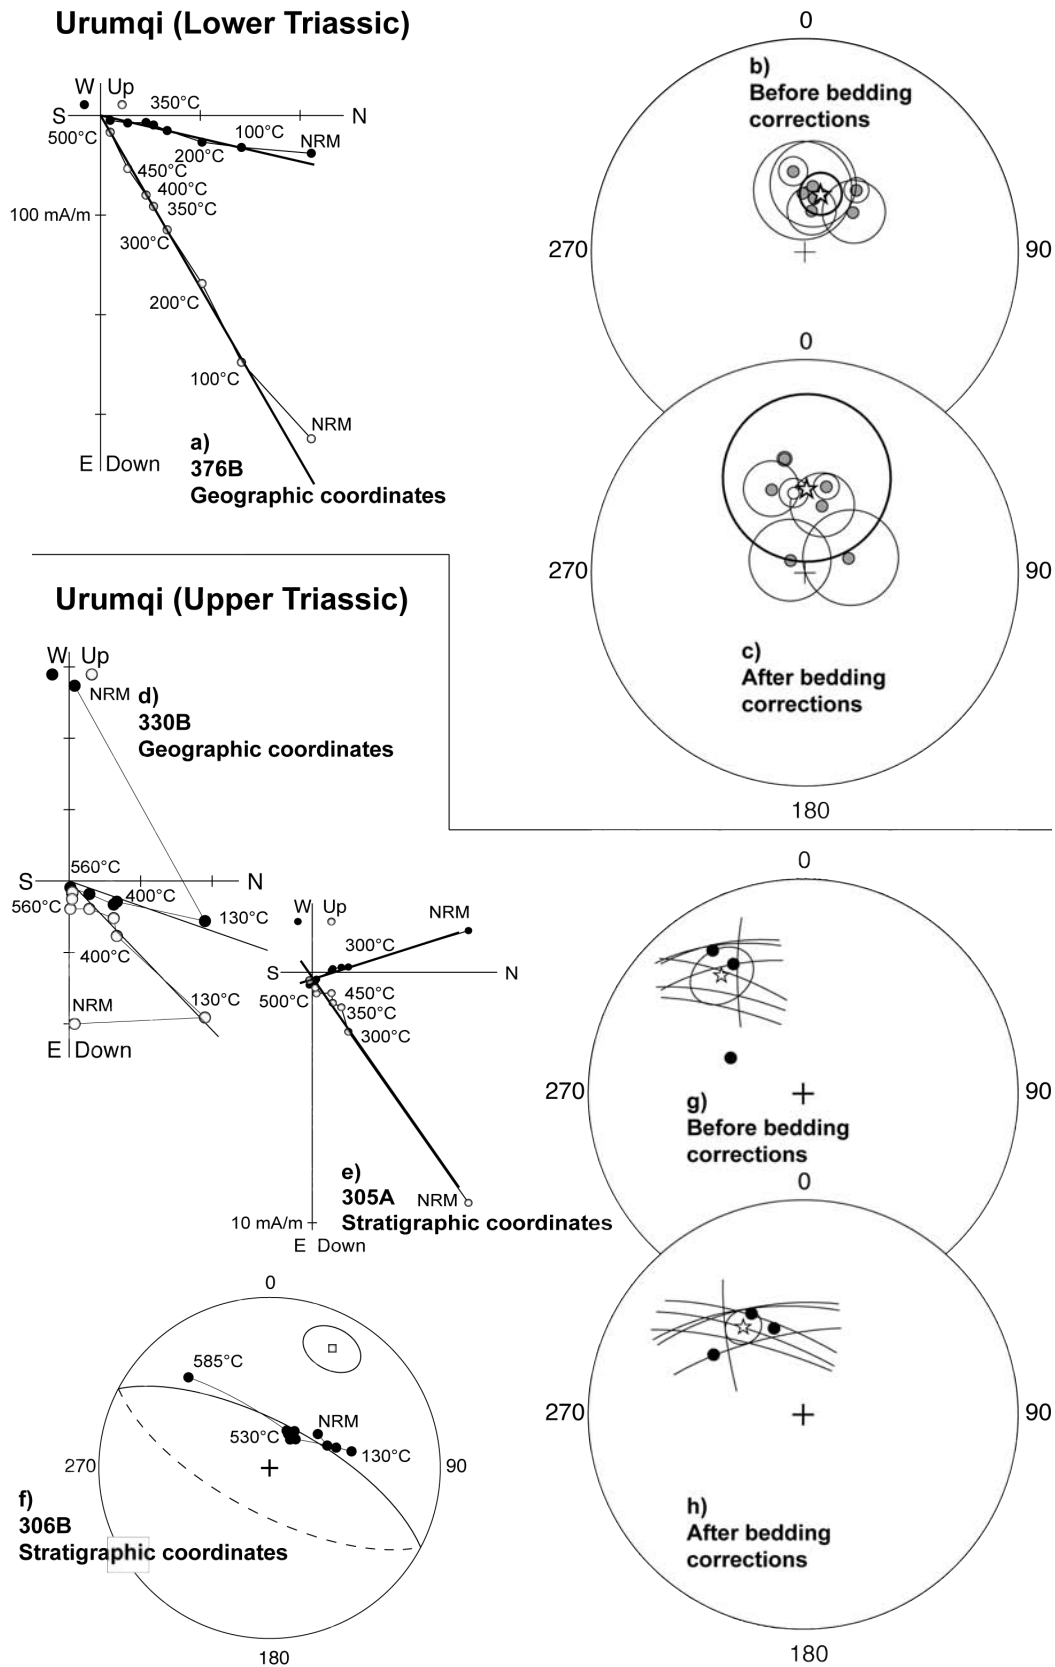 Urumqi (Lower Triassic)
W Up
350°C
S
N
500°C
100°C
NRM
200°C
450°C
400°C
350°C
100 mA/m
300°C
200°C
100°C
NRM
a)
376B
Geographic coordinates
E Down
0
b)
Before bedding
corrections
270
90
0
270
90
c)
After bedding
corrections
180
Urumqi (Upper Triassic)
W Up
NRM
d)
330B
Geographic coordinates
560°C
S
N
400°C
560°C
130°C
400°C
NRM
130°C
E Down
W Up
NRM
300°C
S
N
500°C
450°C
350°C
300°C
e)
305A
NRM
Stratigraphic coordinates
10 mA/m
E Down
0
585°C
NRM
530°C
130°C
270
90
f)
306B
Stratigraphic coordinates
180
0
270
90
g)
Before bedding
corrections
0
270
90
h)
After bedding
corrections
180